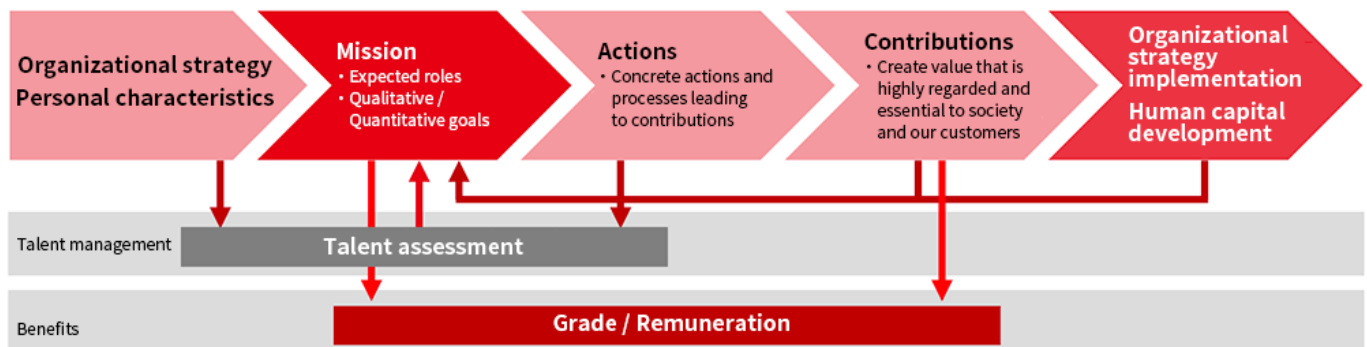 Organizational strategy
Personal characteristics
Mission
・Expected roles
・Qualitative /
Quantitative goals
Actions
・Concrete actions and
processes leading
to contributions
Contributions
・Create value that is
highly regarded and
essential to society
and our customers
Organizational
strategy
implementation
Human capital
development
Talent management
Talent assessment
Benefits
Grade / Remuneration